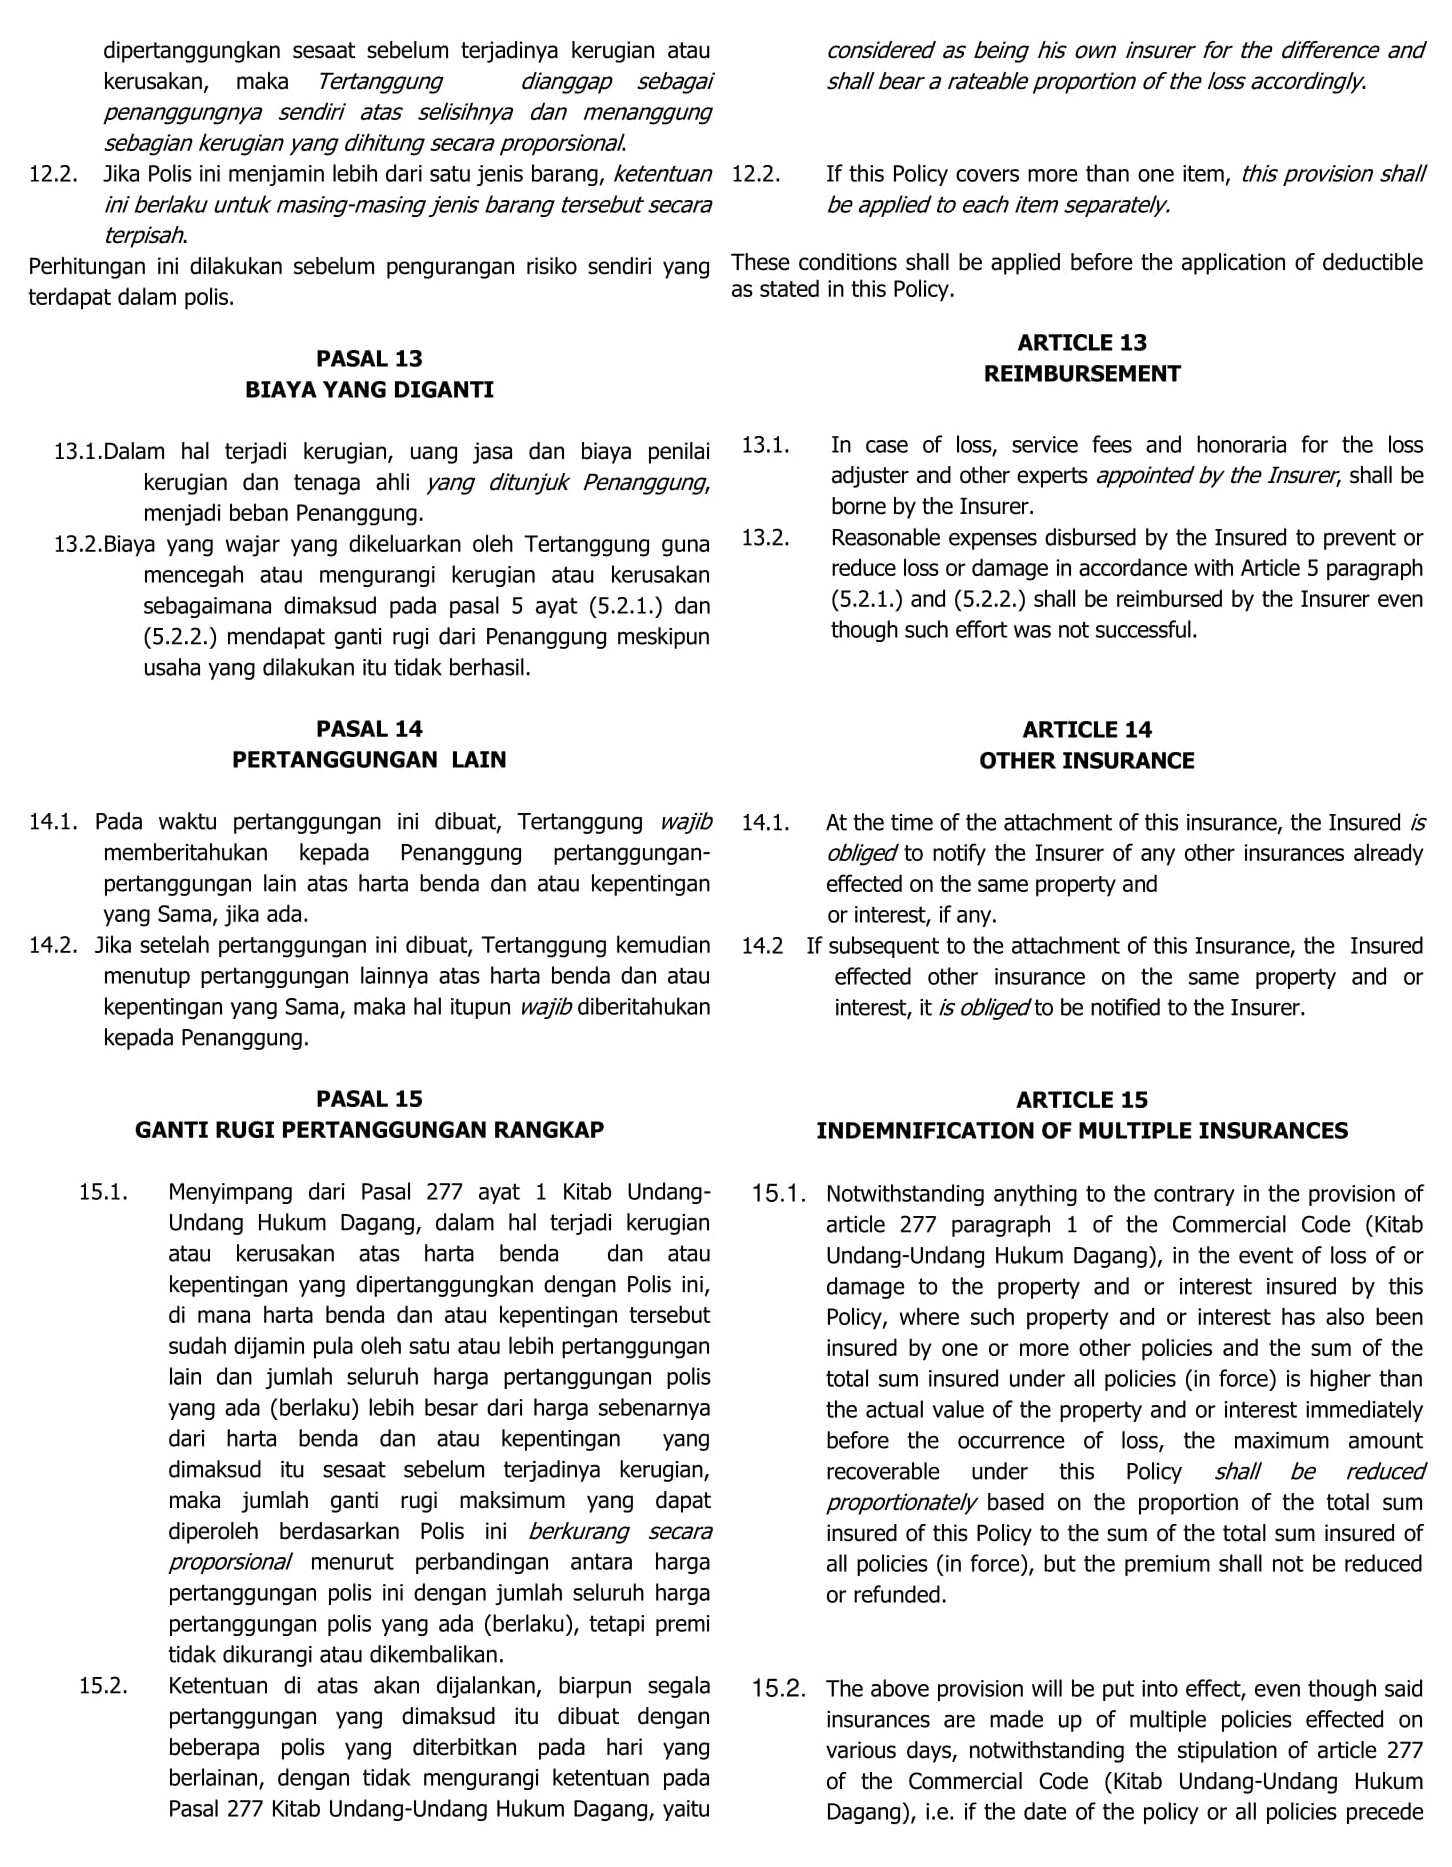 dipertanggungkan sesaat sebelum terjadinya kerugian atau
kerusakan, maka Tertanggung dianggap sebagai
penanggungnya sendiri atas selisihnya dan menanggung
sebagian kerugian yang dihitung secara proporsional.
12.2. Jika Polis ini menjamin lebih dari satu jenis barang, ketentuan
ini berlaku untuk masing-masing jenis barang tersebut secara
terpisah.
Perhitungan ini dilakukan sebelum pengurangan risiko sendiri yang
terdapat dalam polis.
PASAL 13
BIAYA YANG DIGANTI
13.1.Dalam hal terjadi kerugian, uang jasa dan biaya penilai
kerugian dan tenaga ahli yang ditunjuk Penanggung,
menjadi beban Penanggung.
13.2.Biaya yang wajar yang dikeluarkan oleh Tertanggung guna
mencegah atau mengurangi kerugian atau kerusakan
sebagaimana dimaksud pada pasal 5 ayat (5.2.1.) dan
(5.2.2.) mendapat ganti rugi dari Penanggung meskipun
usaha yang dilakukan itu tidak berhasil.
PASAL 14
PERTANGGUNGAN LAIN
14.1. Pada waktu pertanggungan ini dibuat, Tertanggung wajib
memberitahukan kepada Penanggung pertanggungan-
pertanggungan lain atas harta benda dan atau kepentingan
yang Sama, jika ada.
14.2. Jika setelah pertanggungan ini dibuat, Tertanggung kemudian
menutup pertanggungan lainnya atas harta benda dan atau
kepentingan yang Sama, maka hal itupun wajib diberitahukan
kepada Penanggung.
PASAL 15
GANTI RUGI PERTANGGUNGAN RANGKAP
15.1. Menyimpang dari Pasal 277 ayat 1 Kitab Undang-
Undang Hukum Dagang, dalam hal terjadi kerugian
atau kerusakan atas harta benda dan atau
kepentingan yang dipertanggungkan dengan Polis ini,
di mana harta benda dan atau kepentingan tersebut
sudah dijamin pula oleh satu atau lebih pertanggungan
lain dan jumlah seluruh harga pertanggungan polis
yang ada (berlaku) lebih besar dari harga sebenarnya
dari harta benda dan atau kepentingan yang
dimaksud itu sesaat sebelum terjadinya kerugian,
maka jumlah ganti rugi maksimum yang dapat
diperoleh berdasarkan Polis ini berkurang secara
proporsional menurut perbandingan antara harga
pertanggungan polis ini dengan jumlah seluruh harga
pertanggungan polis yang ada (berlaku), tetapi premi
tidak dikurangi atau dikembalikan.
15.2. Ketentuan di atas akan dijalankan, biarpun segala
pertanggungan yang dimaksud itu dibuat dengan
beberapa polis yang diterbitkan pada hari yang
berlainan, dengan tidak mengurangi ketentuan pada
Pasal 277 Kitab Undang-Undang Hukum Dagang, yaitu
considered as being his own insurer for the difference and
shall bear a rateable proportion of the loss accordingly.
12.2. If this Policy covers more than one item, this provision shall
be applied to each item separately.
These conditions shall be applied before the application of deductible
as stated in this Policy.
ARTICLE 13
REIMBURSEMENT
13.1. In case of loss, service fees and honoraria for the loss
adjuster and other experts appointed by the Insurer, shall be
borne by the Insurer.
13.2. Reasonable expenses disbursed by the Insured to prevent or
reduce loss or damage in accordance with Article 5 paragraph
(5.2.1.) and (5.2.2.) shall be reimbursed by the Insurer even
though such effort was not successful.
ARTICLE 14
OTHER INSURANCE
14.1. At the time of the attachment of this insurance, the Insured is
obliged to notify the Insurer of any other insurances already
effected on the same property and
or interest, if any.
14.2 If subsequent to the attachment of this Insurance, the Insured
effected other insurance on the same property and or
interest, it is obliged to be notified to the Insurer.
ARTICLE 15
INDEMNIFICATION OF MULTIPLE INSURANCES
15.1. Notwithstanding anything to the contrary in the provision of
article 277 paragraph 1 of the Commercial Code (Kitab
Undang-Undang Hukum Dagang), in the event of loss of or
damage to the property and or interest insured by this
Policy, where such property and or interest has also been
insured by one or more other policies and the sum of the
total sum insured under all policies (in force) is higher than
the actual value of the property and or interest immediately
before the occurrence of loss, the maximum amount
recoverable under this Policy shall be reduced
proportionately based on the proportion of the total sum
insured of this Policy to the sum of the total sum insured of
all policies (in force), but the premium shall not be reduced
or refunded.
15.2. The above provision will be put into effect, even though said
insurances are made up of multiple policies effected on
various days, notwithstanding the stipulation of article 277
of the Commercial Code (Kitab Undang-Undang Hukum
Dagang), i.e. if the date of the policy or all policies precede